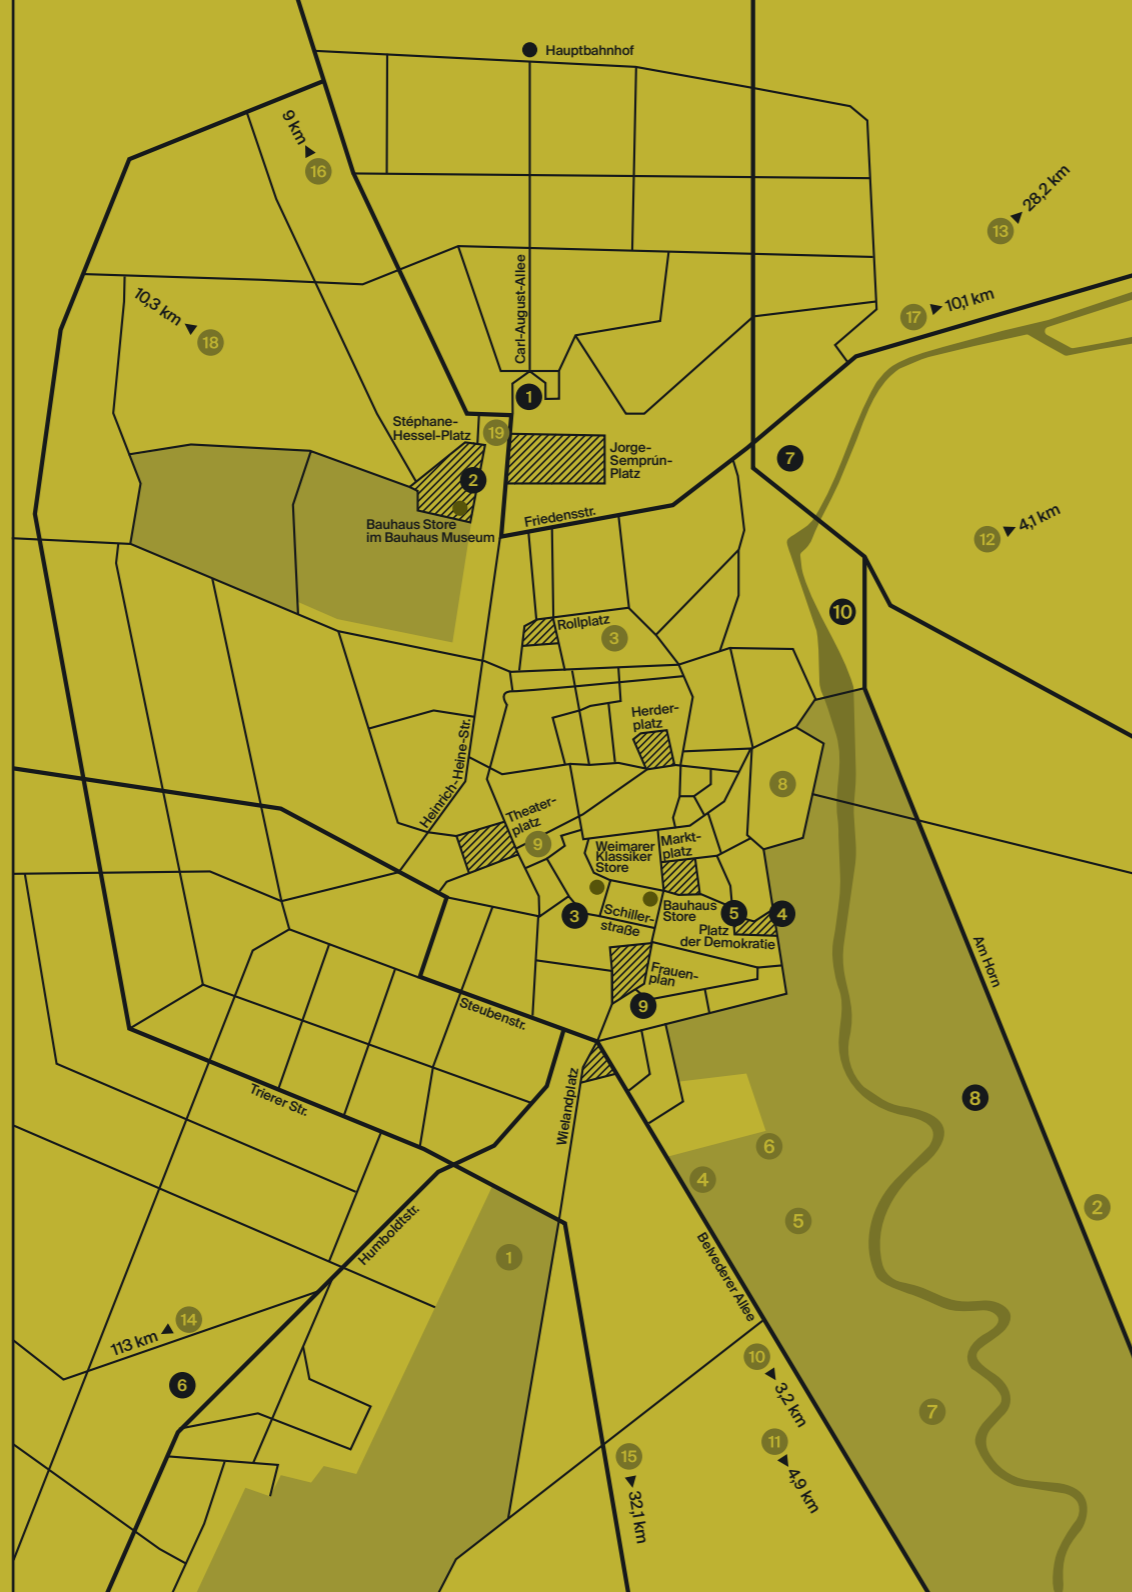 Hauptbahnhof
9 km
16
28,2 km
13
Carl-August-Allee
10,1 km
17
10,3 km
18
1
Stéphane-
Hessel-Platz
19
Jorge-
Semprún-
Platz
7
2
Bauhaus Store
im Bauhaus Museum
Friedensstr.
12
4,1 km
10
Rollplatz
3
Herder-
platz
Heinrich-Heine-Str.
8
Theater-
platz
9
Weimarer
Klassiker
Store
Markt-
platz
3
Schiller-
straße
Bauhaus
Store
5
4
Platz
der Demokratie
Am Horn
Frauen-
plan
9
Steubenstr.
Wielandplatz
Trierer Str.
8
6
4
5
2
Humboldtstr.
1
Belvederer Allee
14
113 km
6
10
3,2 km
7
11
4,9 km
15
32,1 km